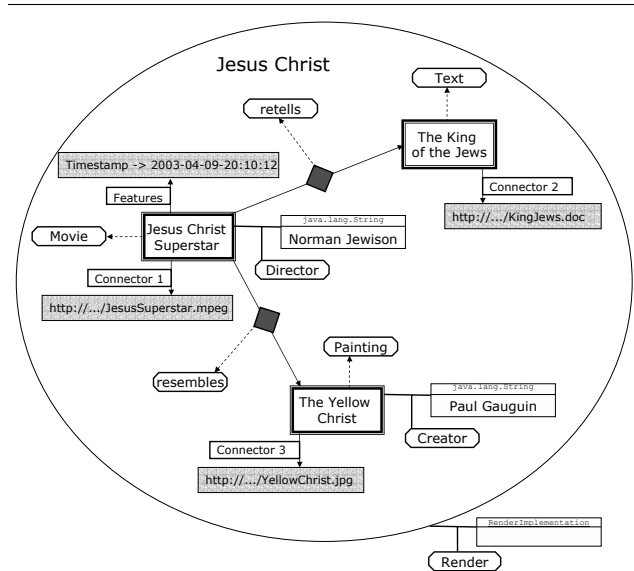 Jesus Christ
Text
retells
The King
of the Jews
Timestamp -> 2003-04-09-20:10:12
Connector 2
Features
http://.../KingJews.doc
java.lang.String
Jesus Christ
Superstar
Norman Jewison
Movie
Director
Connector 1
http://.../JesusSuperstar.mpeg
Painting
resembles
java.lang.String
The Yellow
Christ
Paul Gauguin
Creator
Connector 3
http://.../YellowChrist.jpg
RenderImplementation
Render